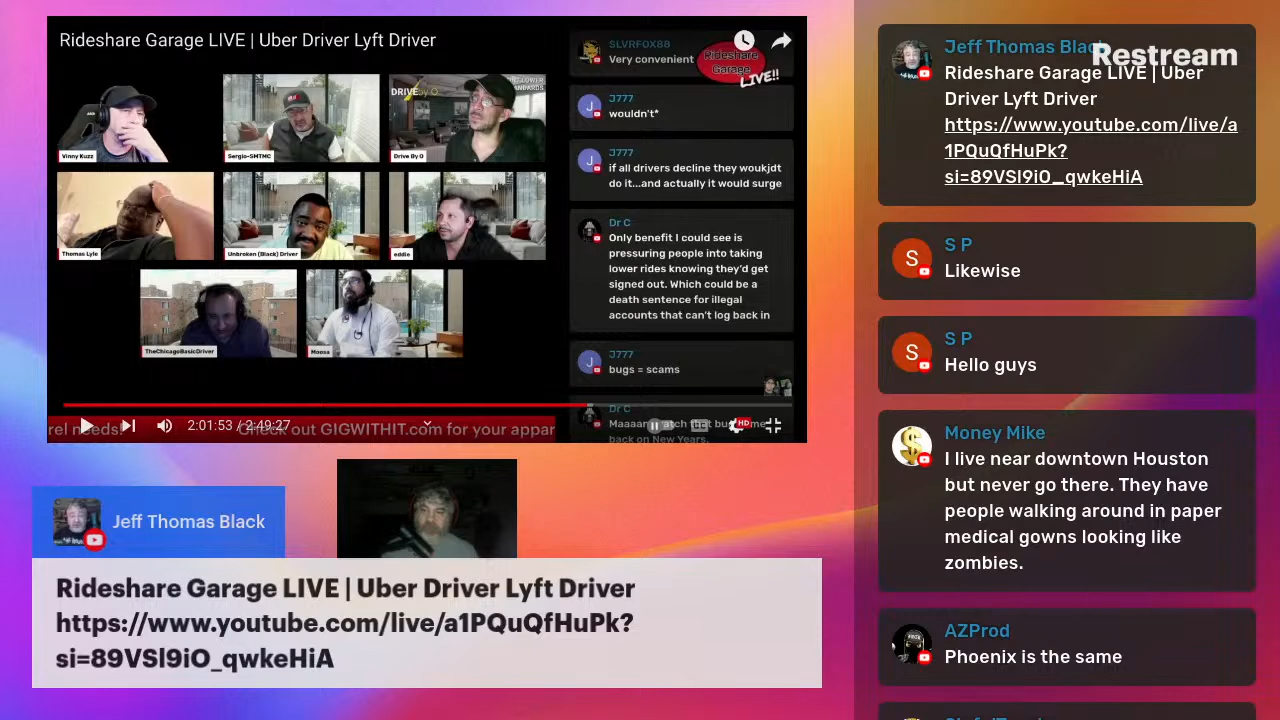 Rideshare Garage LIVE | Uber Driver Lyft Driver
SLVRFOX88
Very convenient
Rideshare
Garage
LIVE!!
J777
wouldn't*
J777
if all drivers decline they woukjdt
do it...and actually it would surge
Dr C
Only benefit I could see is
pressuring people into taking
lower rides knowing they'd get
signed out. Which could be a
death sentence for illegal
accounts that can't log back in
J777
bugs = scams
Dr C
back on New Years.
DRIVE by O
Vinny Kuzz
Sergio-SMTMC
Drive By O
Thomas Lyle
Unbroken (Black) Driver
eddie
TheChicagoBasicDriver
Moosa
2:01:53 / 2:49:27
HD
rel needs!
Check out GIGWITHIT.com for your appar
Jeff Thomas Black
Rideshare Garage LIVE | Uber Driver Lyft Driver
https://www.youtube.com/live/a1PQuQfHuPk?
si=89VSl9iO_qwkeHiA
Restream
Jeff Thomas Black
Rideshare Garage LIVE | Uber
Driver Lyft Driver
https://www.youtube.com/live/a
1PQuQfHuPk?
si=89VSl9iO_qwkeHiA
S P
Likewise
S P
Hello guys
Money Mike
I live near downtown Houston
but never go there. They have
people walking around in paper
medical gowns looking like
zombies.
AZProd
Phoenix is the same